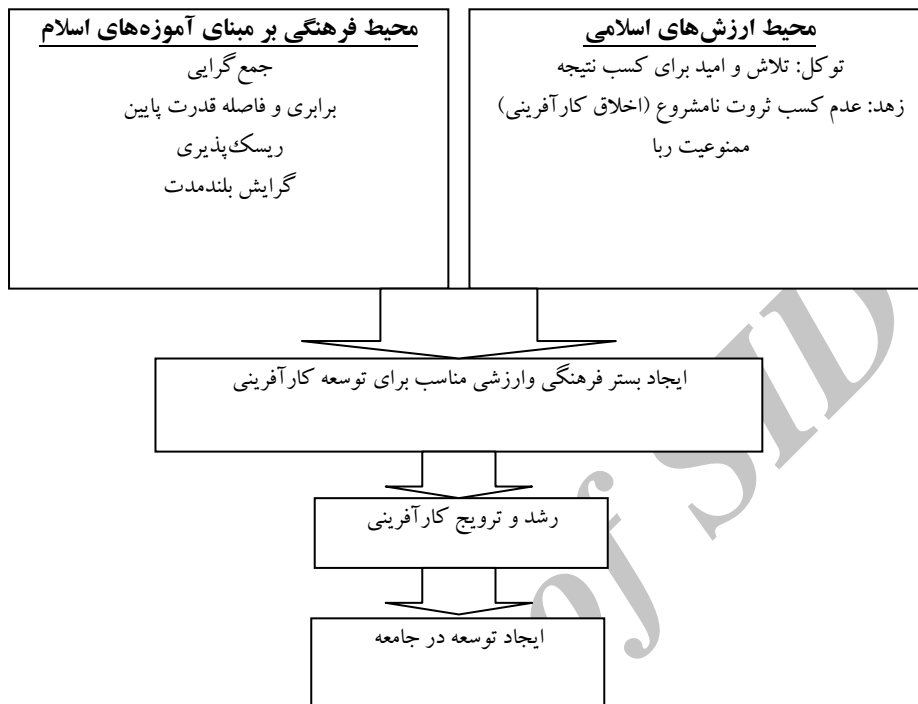 محیط ارزش‌های اسلامی
توکل: تلاش و امید برای کسب نتیجه
زهد: عدم کسب ثروت نامشروع (اخلاق کارآفرینی)
ممنوعیت ربا
محیط فرهنگی بر مبنای آموزه‌های اسلام
جمع‌گرایی
برابری و فاصله قدرت پایین
ریسک‌پذیری
گرایش بلندمدت
ایجاد بستر فرهنگی وارزشی مناسب برای توسعه کارآفرینی
رشد و ترویج کارآفرینی
ایجاد توسعه در جامعه
of SID